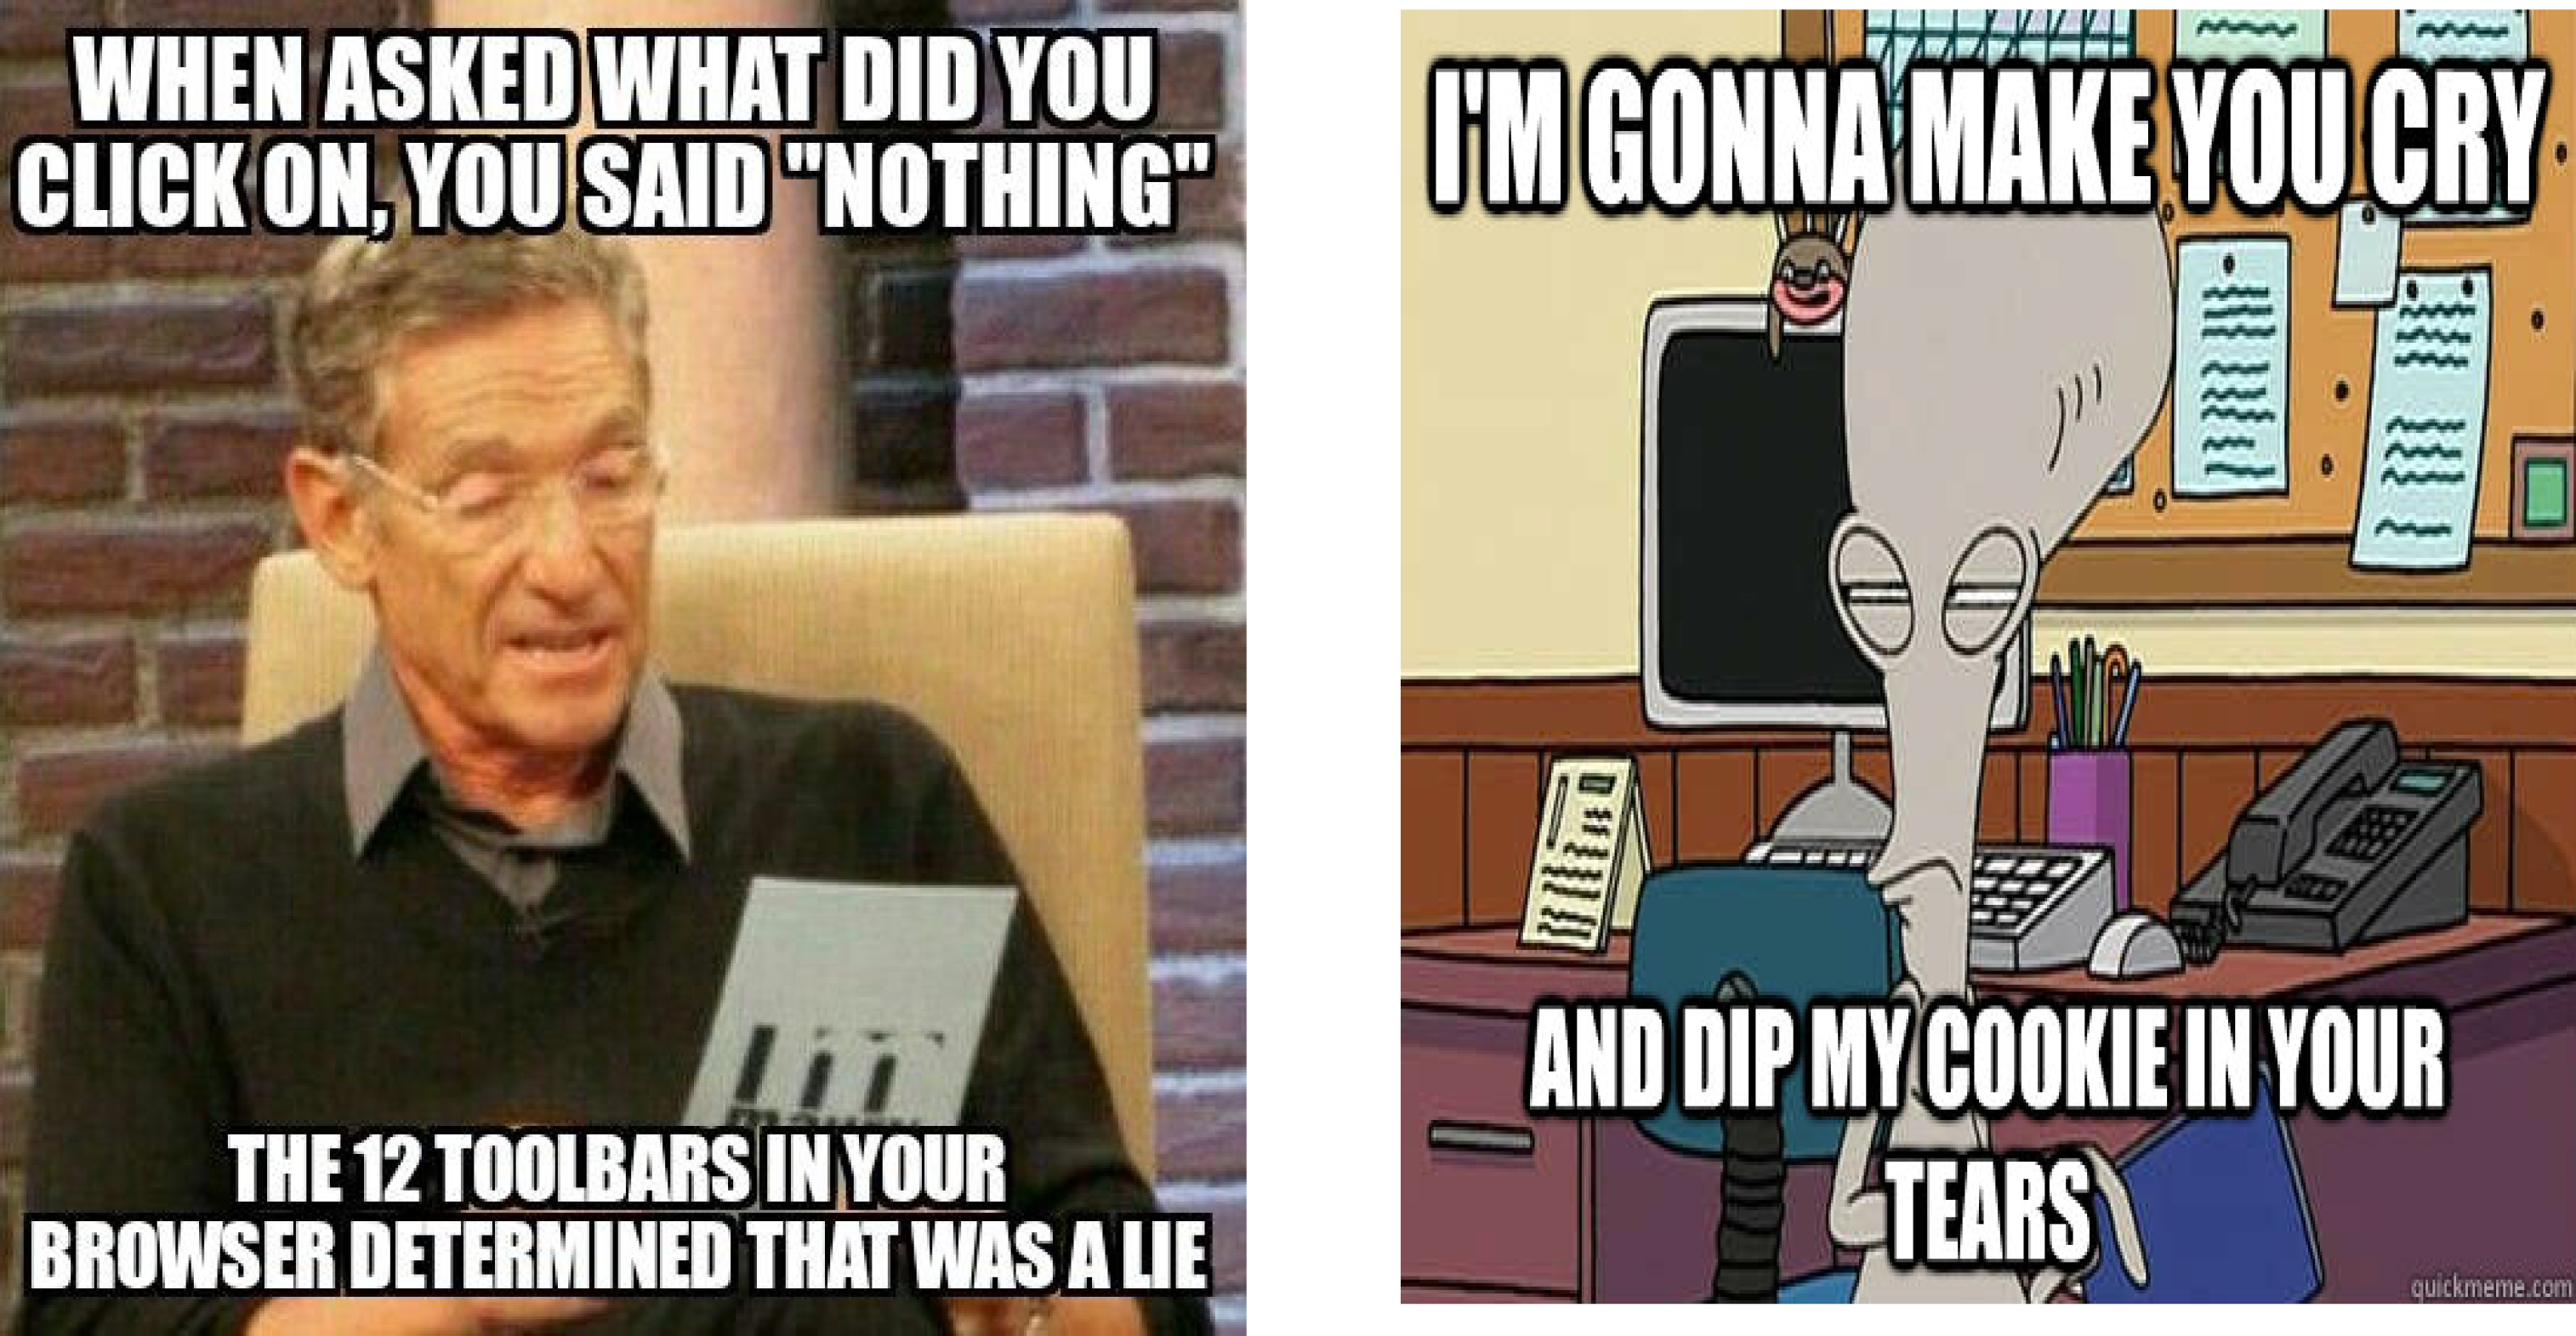 WHEN ASKED WHAT DID YOU
CLICK ON, YOU SAID "NOTHING"
maury
THE 12 TOOLBARS IN YOUR
BROWSER DETERMINED THAT WAS A LIE
I'M GONNA MAKE YOU CRY
AND DIP MY COOKIE IN YOUR
TEARS
quickmeme.com